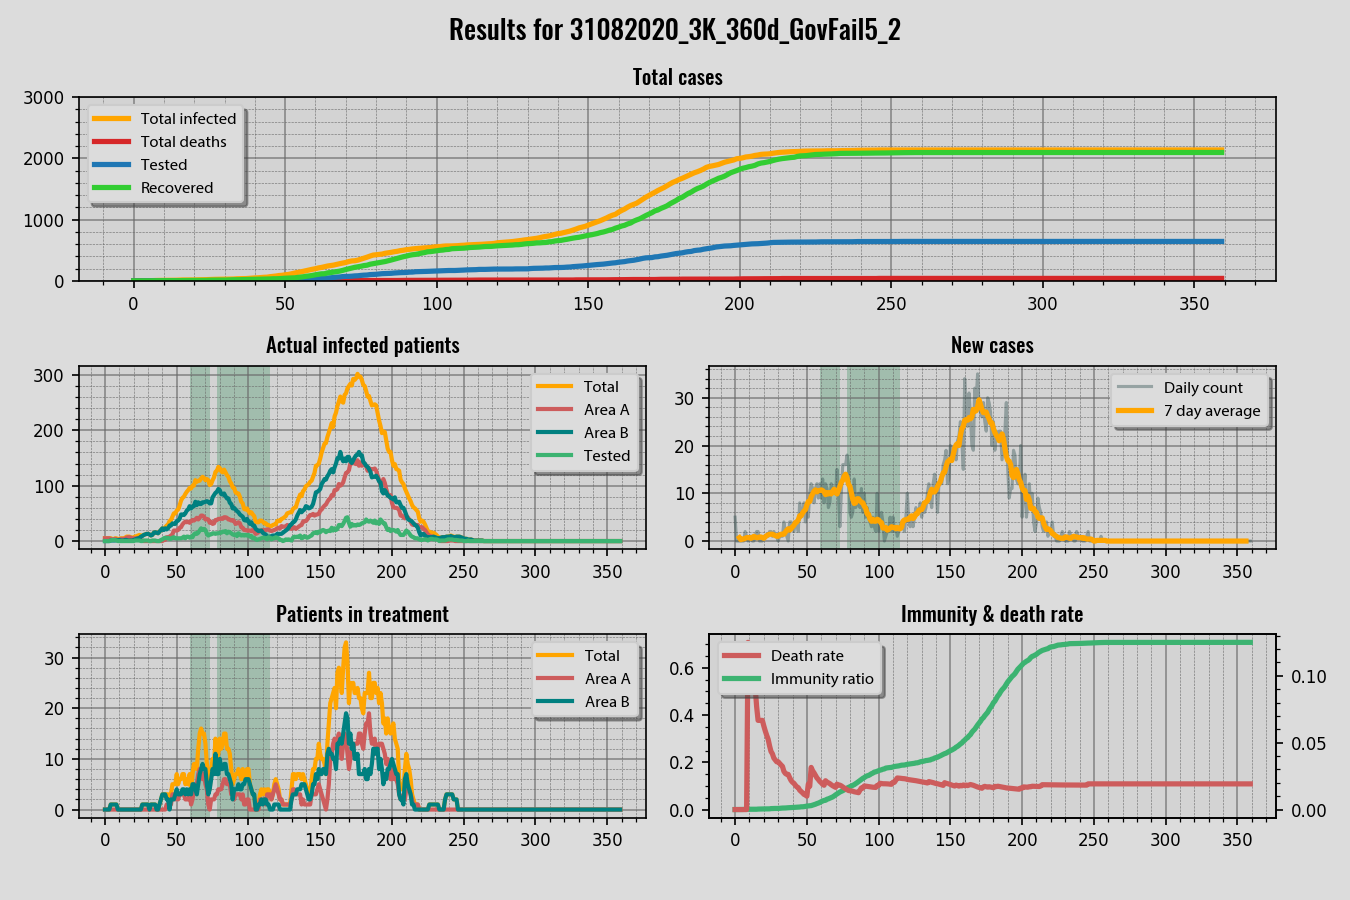 Results for 31082020_3K_360d_GovFail5_2
Total cases
3000
2000
1000
0
Total infected
Total deaths
Tested
Recovered
0 50 100 150 200 250 300 350
Actual infected patients
300
200
100
0
Total
Area A
Area B
Tested
0 50 100 150 200 250 300 350
New cases
30
20
10
0
Daily count
7 day average
0 50 100 150 200 250 300 350
Patients in treatment
30
20
10
0
Total
Area A
Area B
0 50 100 150 200 250 300 350
Immunity & death rate
0.6
0.4
0.2
0.0
Death rate
Immunity ratio
0.10
0.05
0.00
0 50 100 150 200 250 300 350